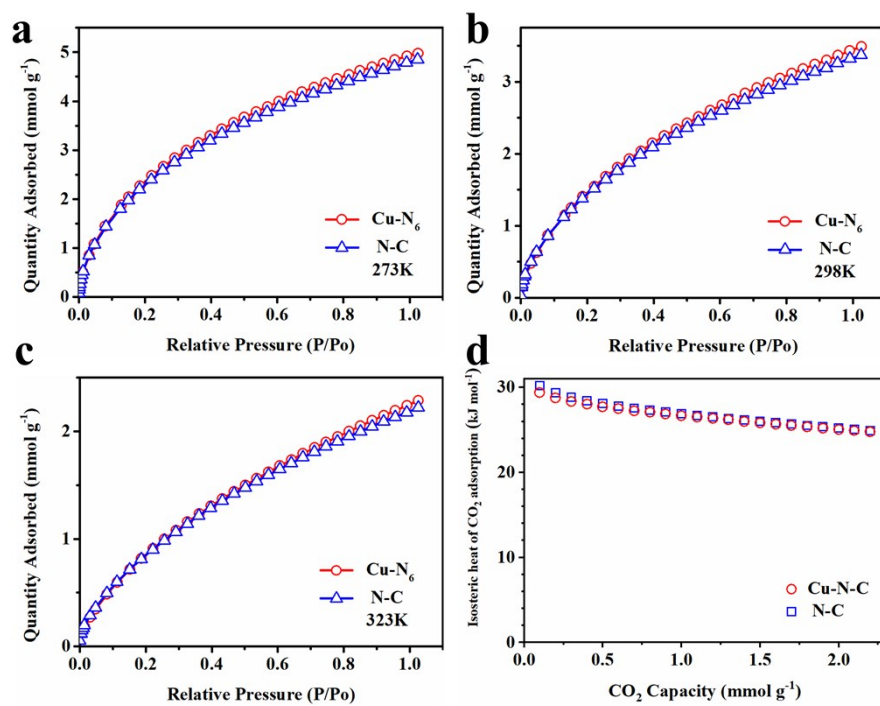 a
5
4
3
2
1
0
0.0 0.2 0.4 0.6 0.8 1.0
Quantity Adsorbed (mmol g⁻¹)
Relative Pressure (P/Po)
Cu-N₆
N-C
273K
b
3
2
1
0
0.0 0.2 0.4 0.6 0.8 1.0
Quantity Adsorbed (mmol g⁻¹)
Relative Pressure (P/Po)
Cu-N₆
N-C
298K
c
2
1
0
0.0 0.2 0.4 0.6 0.8 1.0
Quantity Adsorbed (mmol g⁻¹)
Relative Pressure (P/Po)
Cu-N₆
N-C
323K
d
30
20
10
0
0.0 0.5 1.0 1.5 2.0
Isosteric heat of CO₂ adsorption (kJ mol⁻¹)
CO₂ Capacity (mmol g⁻¹)
Cu-N-C
N-C